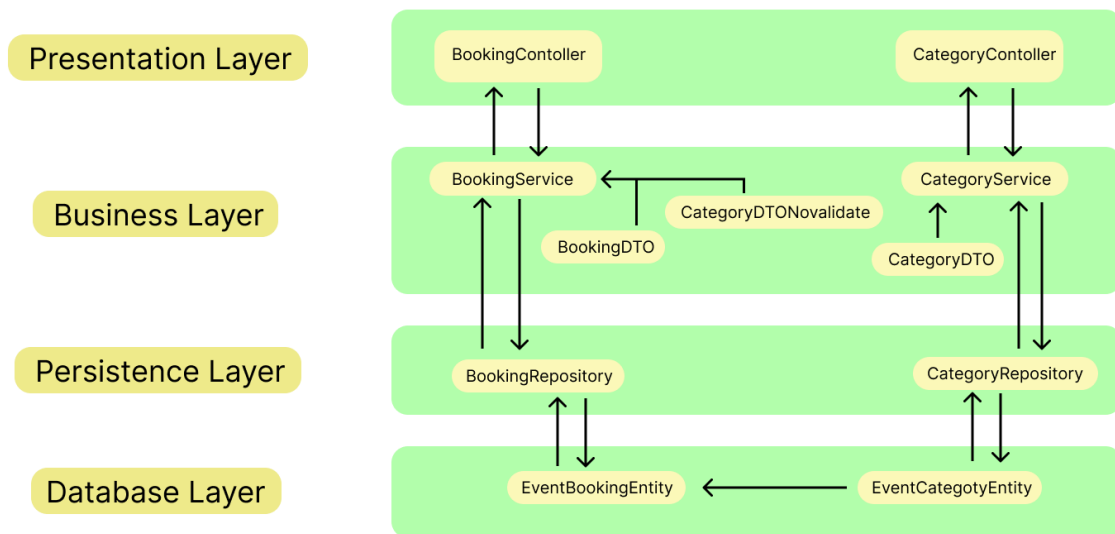 Presentation Layer
BookingContoller
CategoryContoller
Business Layer
BookingService
CategoryService
CategoryDTONovalidate
BookingDTO
CategoryDTO
Persistence Layer
BookingRepository
CategoryRepository
Database Layer
EventBookingEntity
EventCategotyEntity